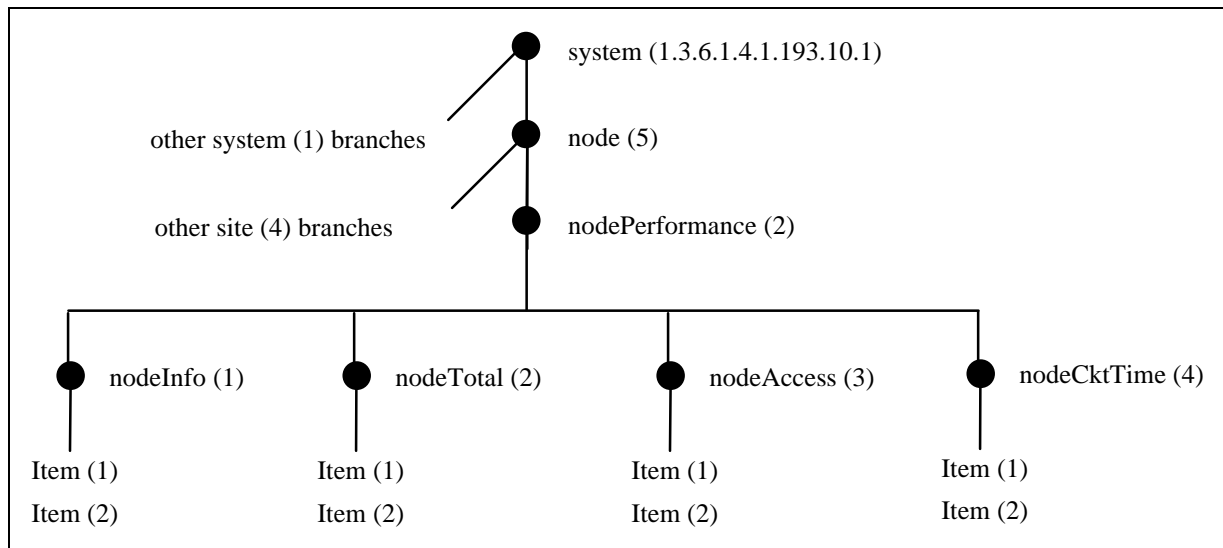 system (1.3.6.1.4.1.193.10.1)
other system (1) branches
node (5)
other site (4) branches
nodePerformance (2)
nodeInfo (1)
nodeTotal (2)
nodeAccess (3)
nodeCktTime (4)
Item (1)
Item (1)
Item (1)
Item (1)
Item (2)
Item (2)
Item (2)
Item (2)